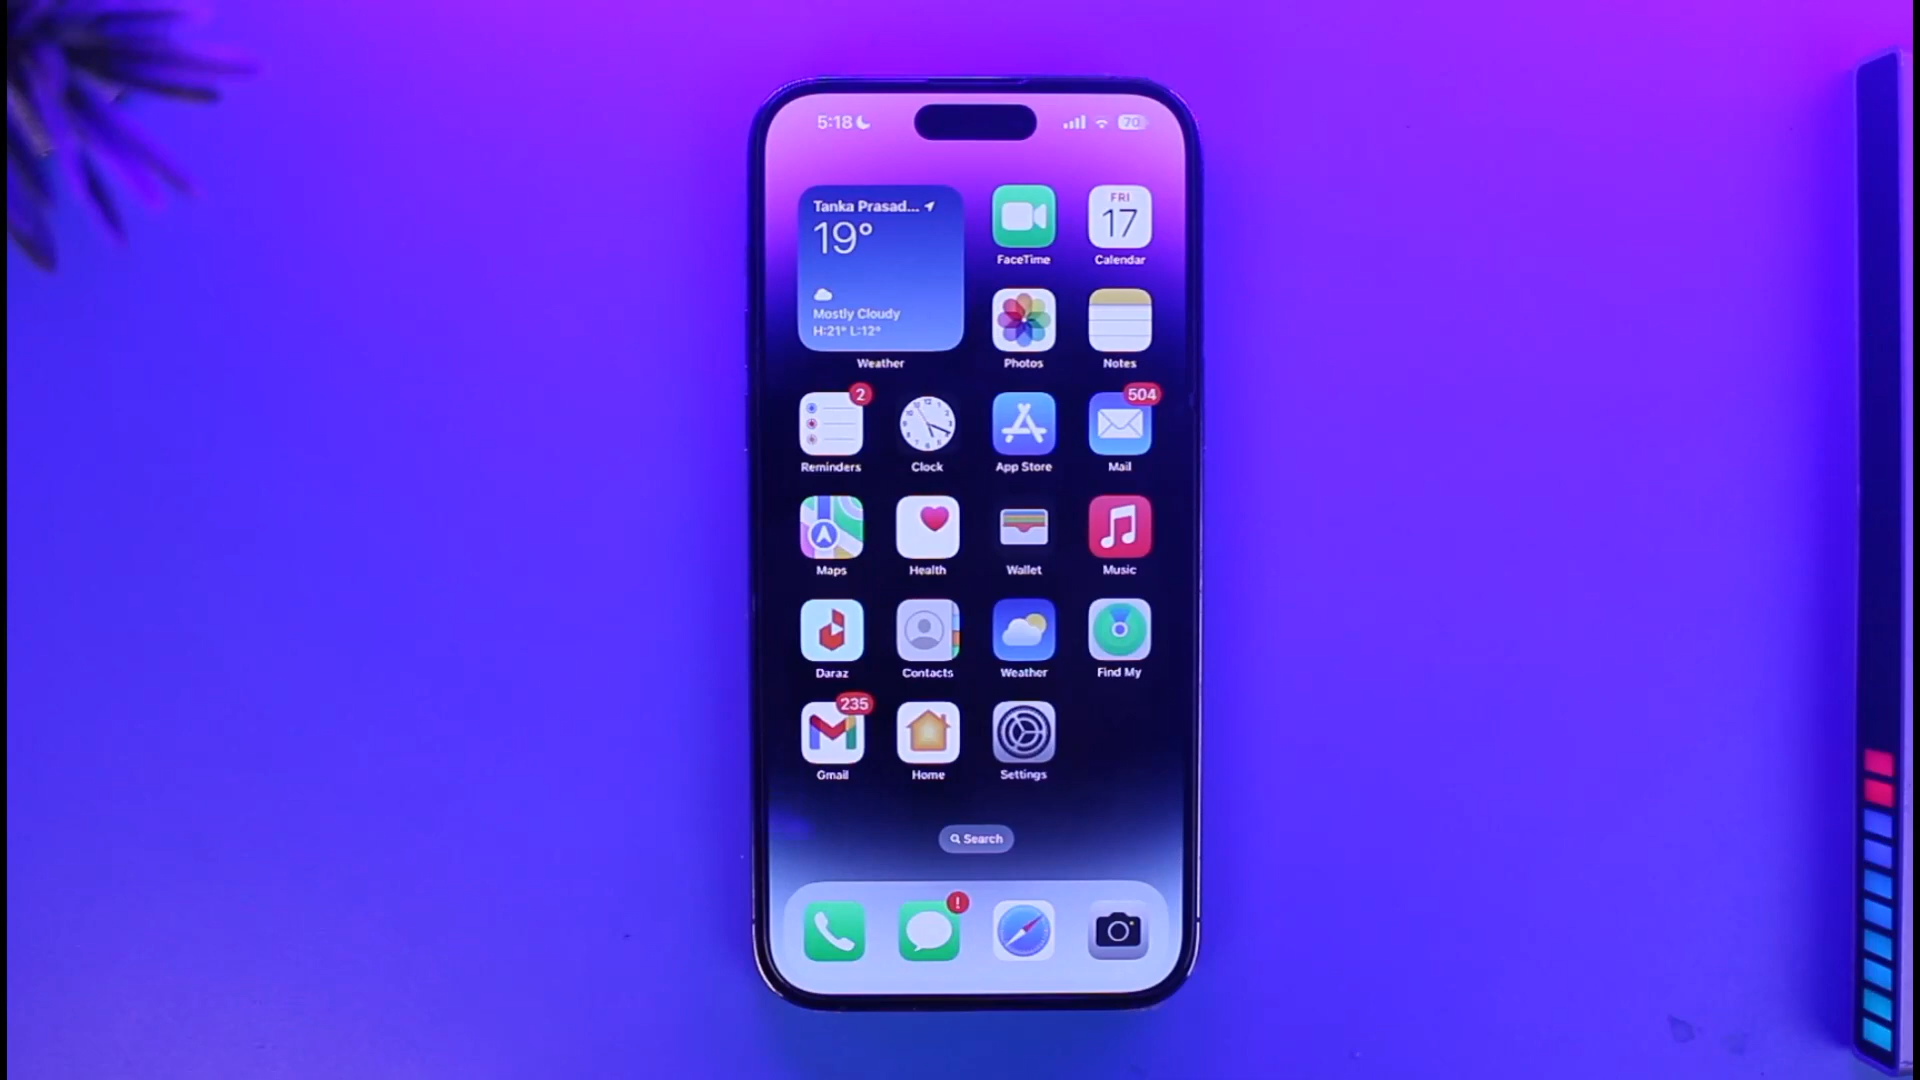 5:18
70
Tanka Prasad...
19°
Mostly Cloudy
H:21° L:12°
Weather
FaceTime
FRI
17
Calendar
Photos
Notes
2
Reminders
Clock
App Store
504
Mail
Maps
Health
Wallet
Music
Daraz
Contacts
Weather
Find My
235
Gmail
Home
Settings
Search
!